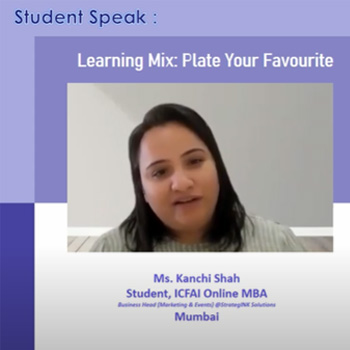 Student Speak :
Learning Mix: Plate Your Favourite
Ms. Kanchi Shah
Student, ICFAI Online MBA
Business Head (Marketing & Events) @StrategINK Solutions
Mumbai